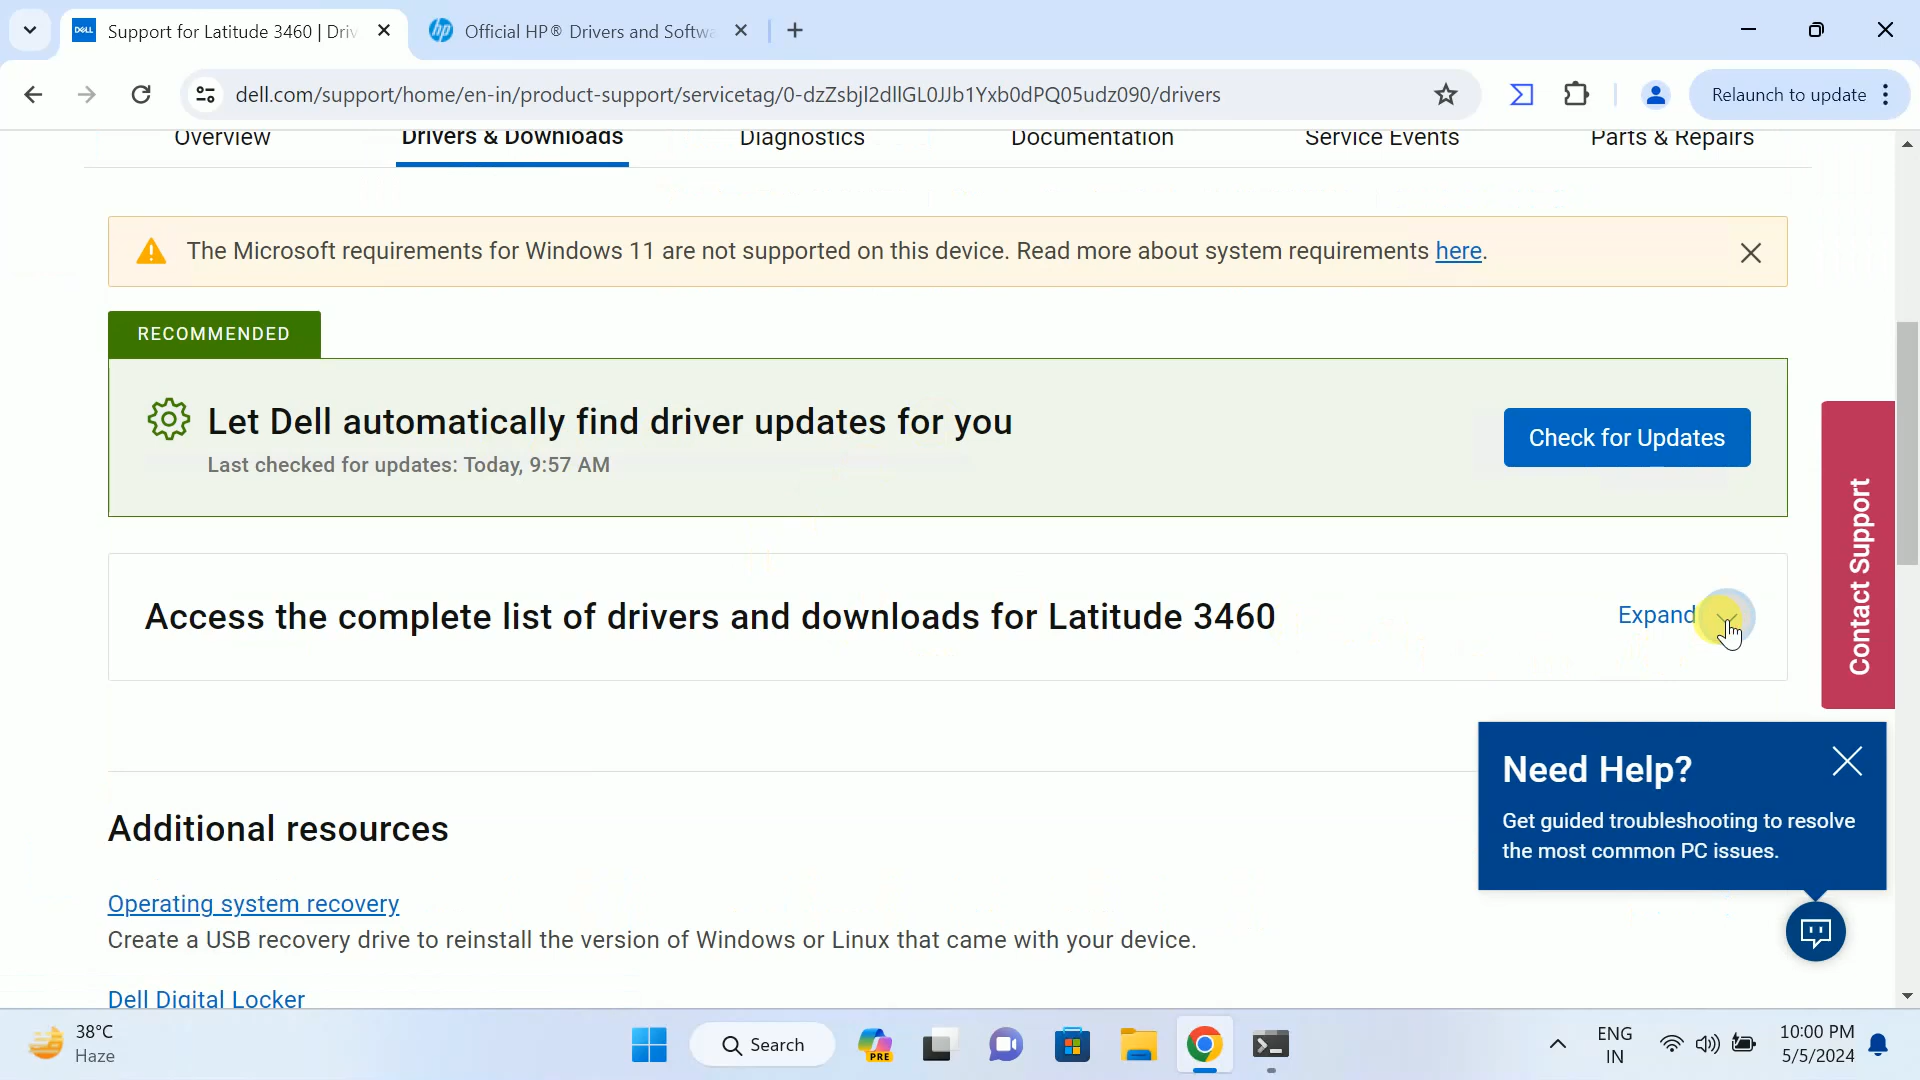 Support for Latitude 3460 | Driv
Official HP® Drivers and Softwa
dell.com/support/home/en-in/product-support/servicetag/0-dzZsbjl2dllGL0JJb1Yxb0dPQ05udz090/drivers
Relaunch to update
Overview
Drivers & Downloads
Diagnostics
Documentation
Service Events
Parts & Repairs
The Microsoft requirements for Windows 11 are not supported on this device. Read more about system requirements here.
RECOMMENDED
Let Dell automatically find driver updates for you
Last checked for updates: Today, 9:57 AM
Check for Updates
Access the complete list of drivers and downloads for Latitude 3460
Expand
Contact Support
Need Help?
Get guided troubleshooting to resolve
the most common PC issues.
Additional resources
Operating system recovery
Create a USB recovery drive to reinstall the version of Windows or Linux that came with your device.
Dell Digital Locker
38°C
Haze
Search
PRE
ENG
IN
10:00 PM
5/5/2024